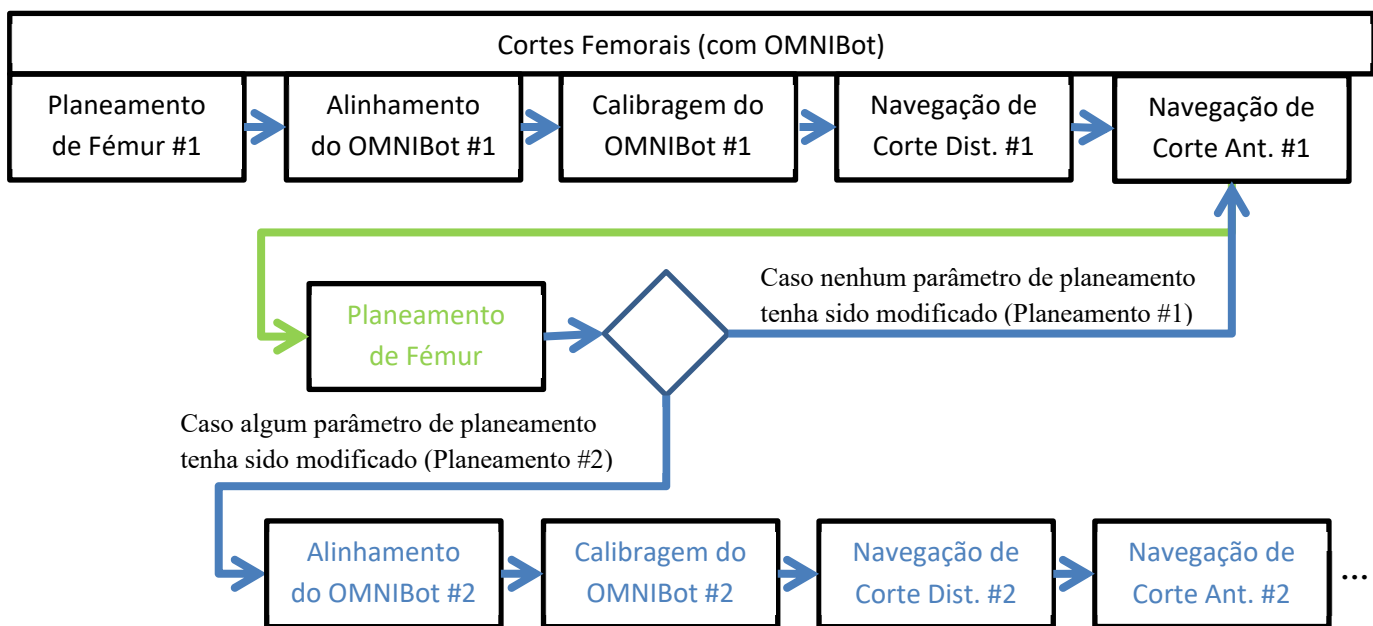 Cortes Femorais (com OMNIBot)
Planeamento
de Fémur #1
Alinhamento
do OMNIBot #1
Calibragem do
OMNIBot #1
Navegação de
Corte Dist. #1
Navegação de
Corte Ant. #1
Caso nenhum parâmetro de planeamento
tenha sido modificado (Planeamento #1)
Planeamento
de Fémur
Caso algum parâmetro de planeamento
tenha sido modificado (Planeamento #2)
Alinhamento
do OMNIBot #2
Calibragem do
OMNIBot #2
Navegação de
Corte Dist. #2
Navegação de
Corte Ant. #2
...